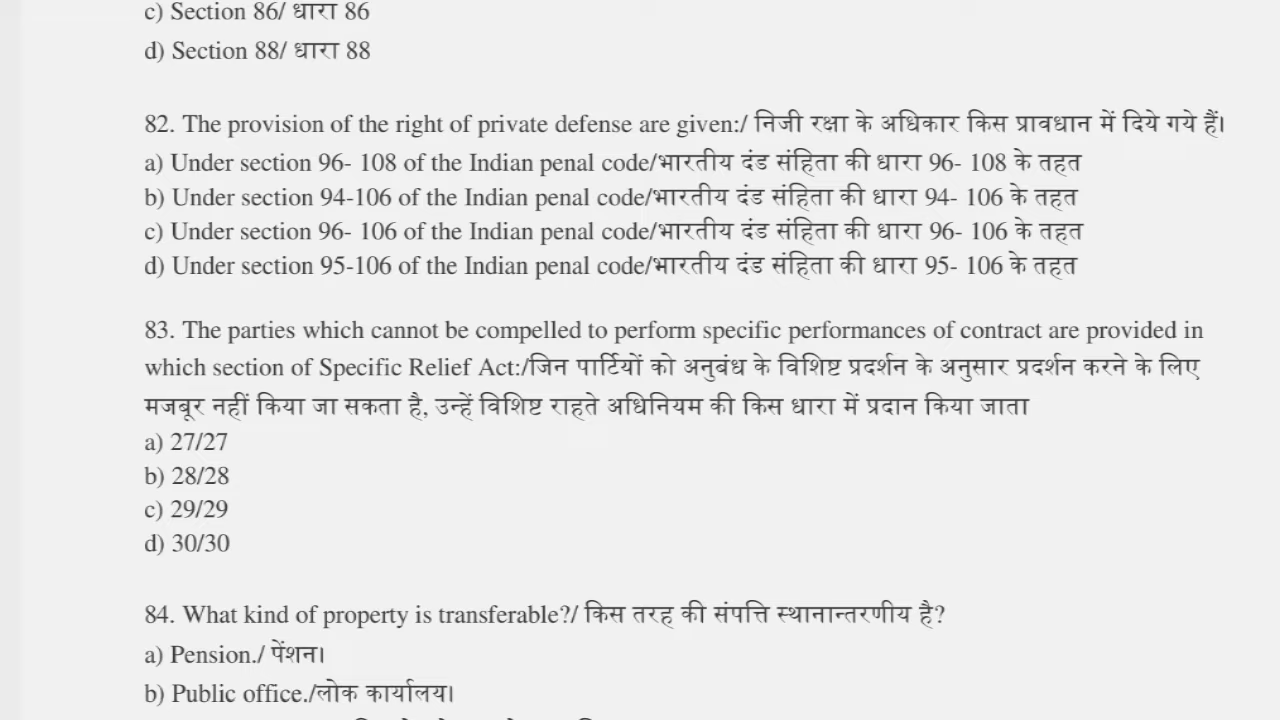 c) Section 86/ धारा 86
d) Section 88/ धारा 88
82. The provision of the right of private defense are given:/ निजी रक्षा के अधिकार किस प्रावधान में दिये गये हैं।
a) Under section 96- 108 of the Indian penal code/भारतीय दंड संहिता की धारा 96- 108 के तहत
b) Under section 94-106 of the Indian penal code/भारतीय दंड संहिता की धारा 94- 106 के तहत
c) Under section 96- 106 of the Indian penal code/भारतीय दंड संहिता की धारा 96- 106 के तहत
d) Under section 95-106 of the Indian penal code/भारतीय दंड संहिता की धारा 95- 106 के तहत
83. The parties which cannot be compelled to perform specific performances of contract are provided in
which section of Specific Relief Act:/जिन पार्टियों को अनुबंध के विशिष्ट प्रदर्शन के अनुसार प्रदर्शन करने के लिए
मजबूर नहीं किया जा सकता है, उन्हें विशिष्ट राहते अधिनियम की किस धारा में प्रदान किया जाता
a) 27/27
b) 28/28
c) 29/29
d) 30/30
84. What kind of property is transferable?/ किस तरह की संपत्ति स्थानान्तरणीय है?
a) Pension./ पेंशन।
b) Public office./लोक कार्यालय।